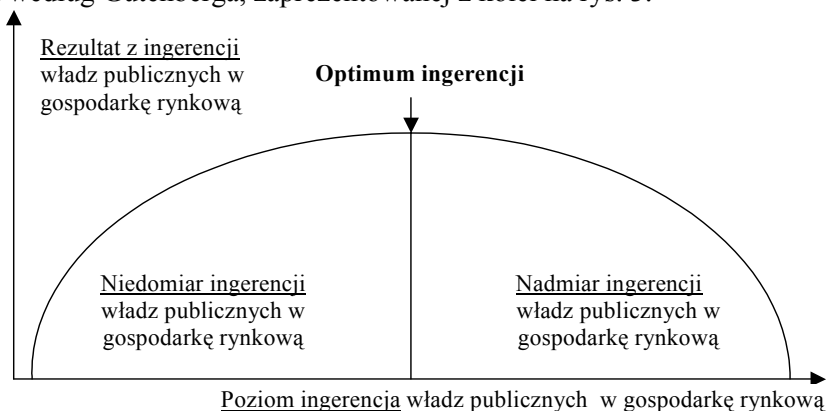 według Gutenberga, zaprezentowanej z kolei na rys. 3.
Rezultat z ingerencji
władz publicznych w
gospodarkę rynkową
Optimum ingerencji
Niedomiar ingerencji
władz publicznych w
gospodarkę rynkową
Nadmiar ingerencji
władz publicznych w
gospodarkę rynkową
Poziom ingerencja władz publicznych w gospodarkę rynkową